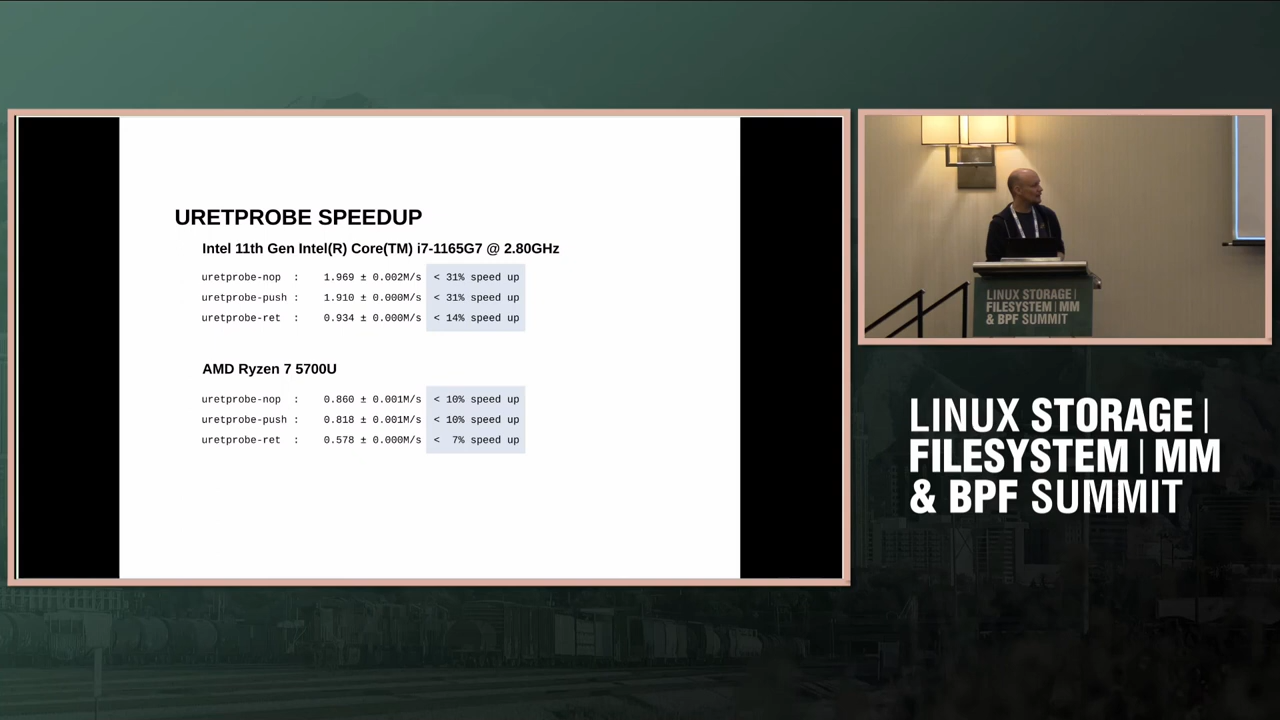 URETPROBE SPEEDUP
Intel 11th Gen Intel(R) Core(TM) i7-1165G7 @ 2.80GHz
uretprobe-nop : 1.969 ± 0.002M/s < 31% speed up
uretprobe-push : 1.910 ± 0.000M/s < 31% speed up
uretprobe-ret : 0.934 ± 0.000M/s < 14% speed up
AMD Ryzen 7 5700U
uretprobe-nop : 0.860 ± 0.001M/s < 10% speed up
uretprobe-push : 0.818 ± 0.001M/s < 10% speed up
uretprobe-ret : 0.578 ± 0.000M/s < 7% speed up
LINUX STORAGE |
FILESYSTEM | MM
& BPF SUMMIT
LINUX STORAGE |
FILESYSTEM | MM
& BPF SUMMIT